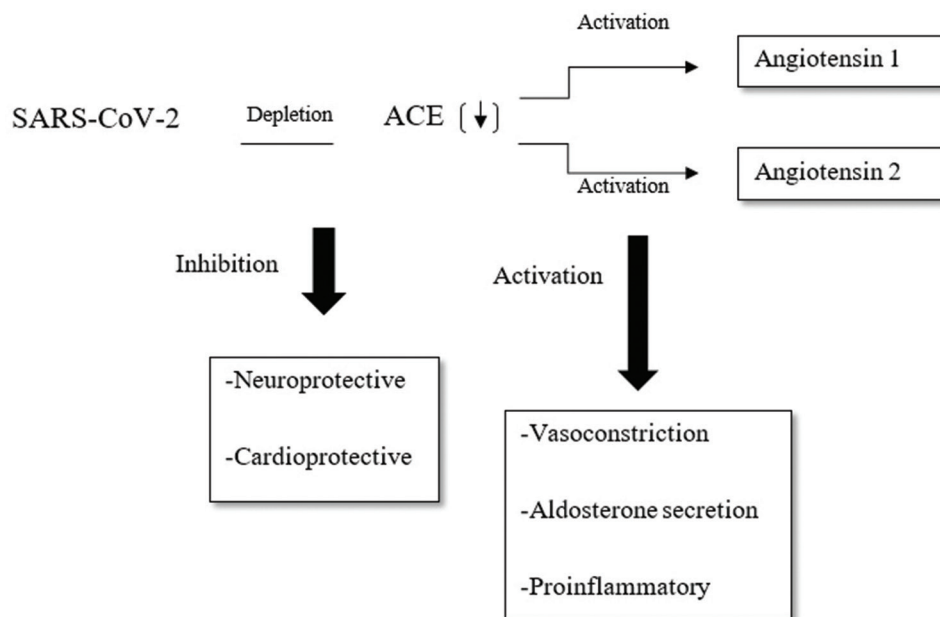 Activation
Angiotensin 1
SARS-CoV-2
Depletion
ACE (↓)
Activation
Angiotensin 2
Inhibition
Activation
-Neuroprotective
-Cardioprotective
-Vasoconstriction
-Aldosterone secretion
-Proinflammatory